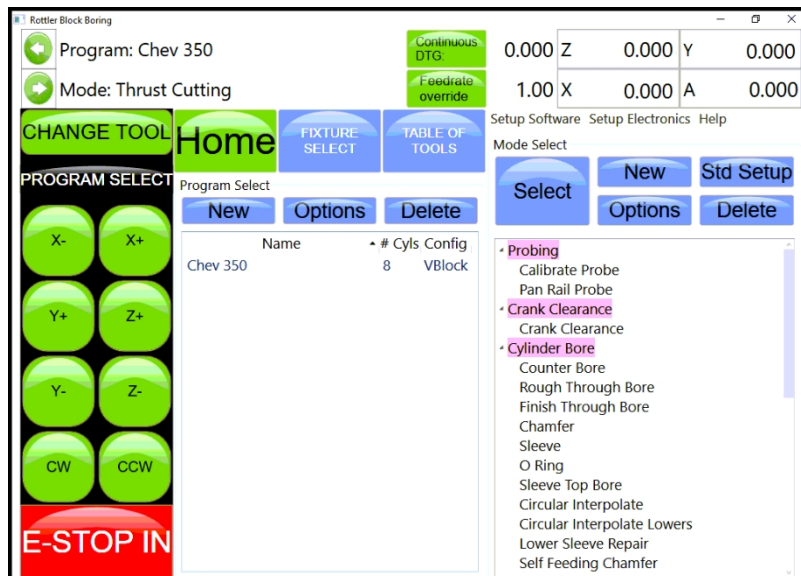 Rottler Block Boring
Program: Chev 350
Continuous DTG:
0.000 Z 0.000 Y 0.000
Mode: Thrust Cutting
Feedrate override
1.00 X 0.000 A 0.000
CHANGE TOOL
Home
FIXTURE SELECT
TABLE OF TOOLS
Setup Software Setup Electronics Help
Mode Select
Select
New
Std Setup
Options
Delete
PROGRAM SELECT
Program Select
New Options Delete
Name # Cyls Config
Chev 350 8 VBlock
X- X+
Y+ Z+
Y- Z-
CW CCW
E-STOP IN
Probing
Calibrate Probe
Pan Rail Probe
Crank Clearance
Crank Clearance
Cylinder Bore
Counter Bore
Rough Through Bore
Finish Through Bore
Chamfer
Sleeve
O Ring
Sleeve Top Bore
Circular Interpolate
Circular Interpolate Lowers
Lower Sleeve Repair
Self Feeding Chamfer